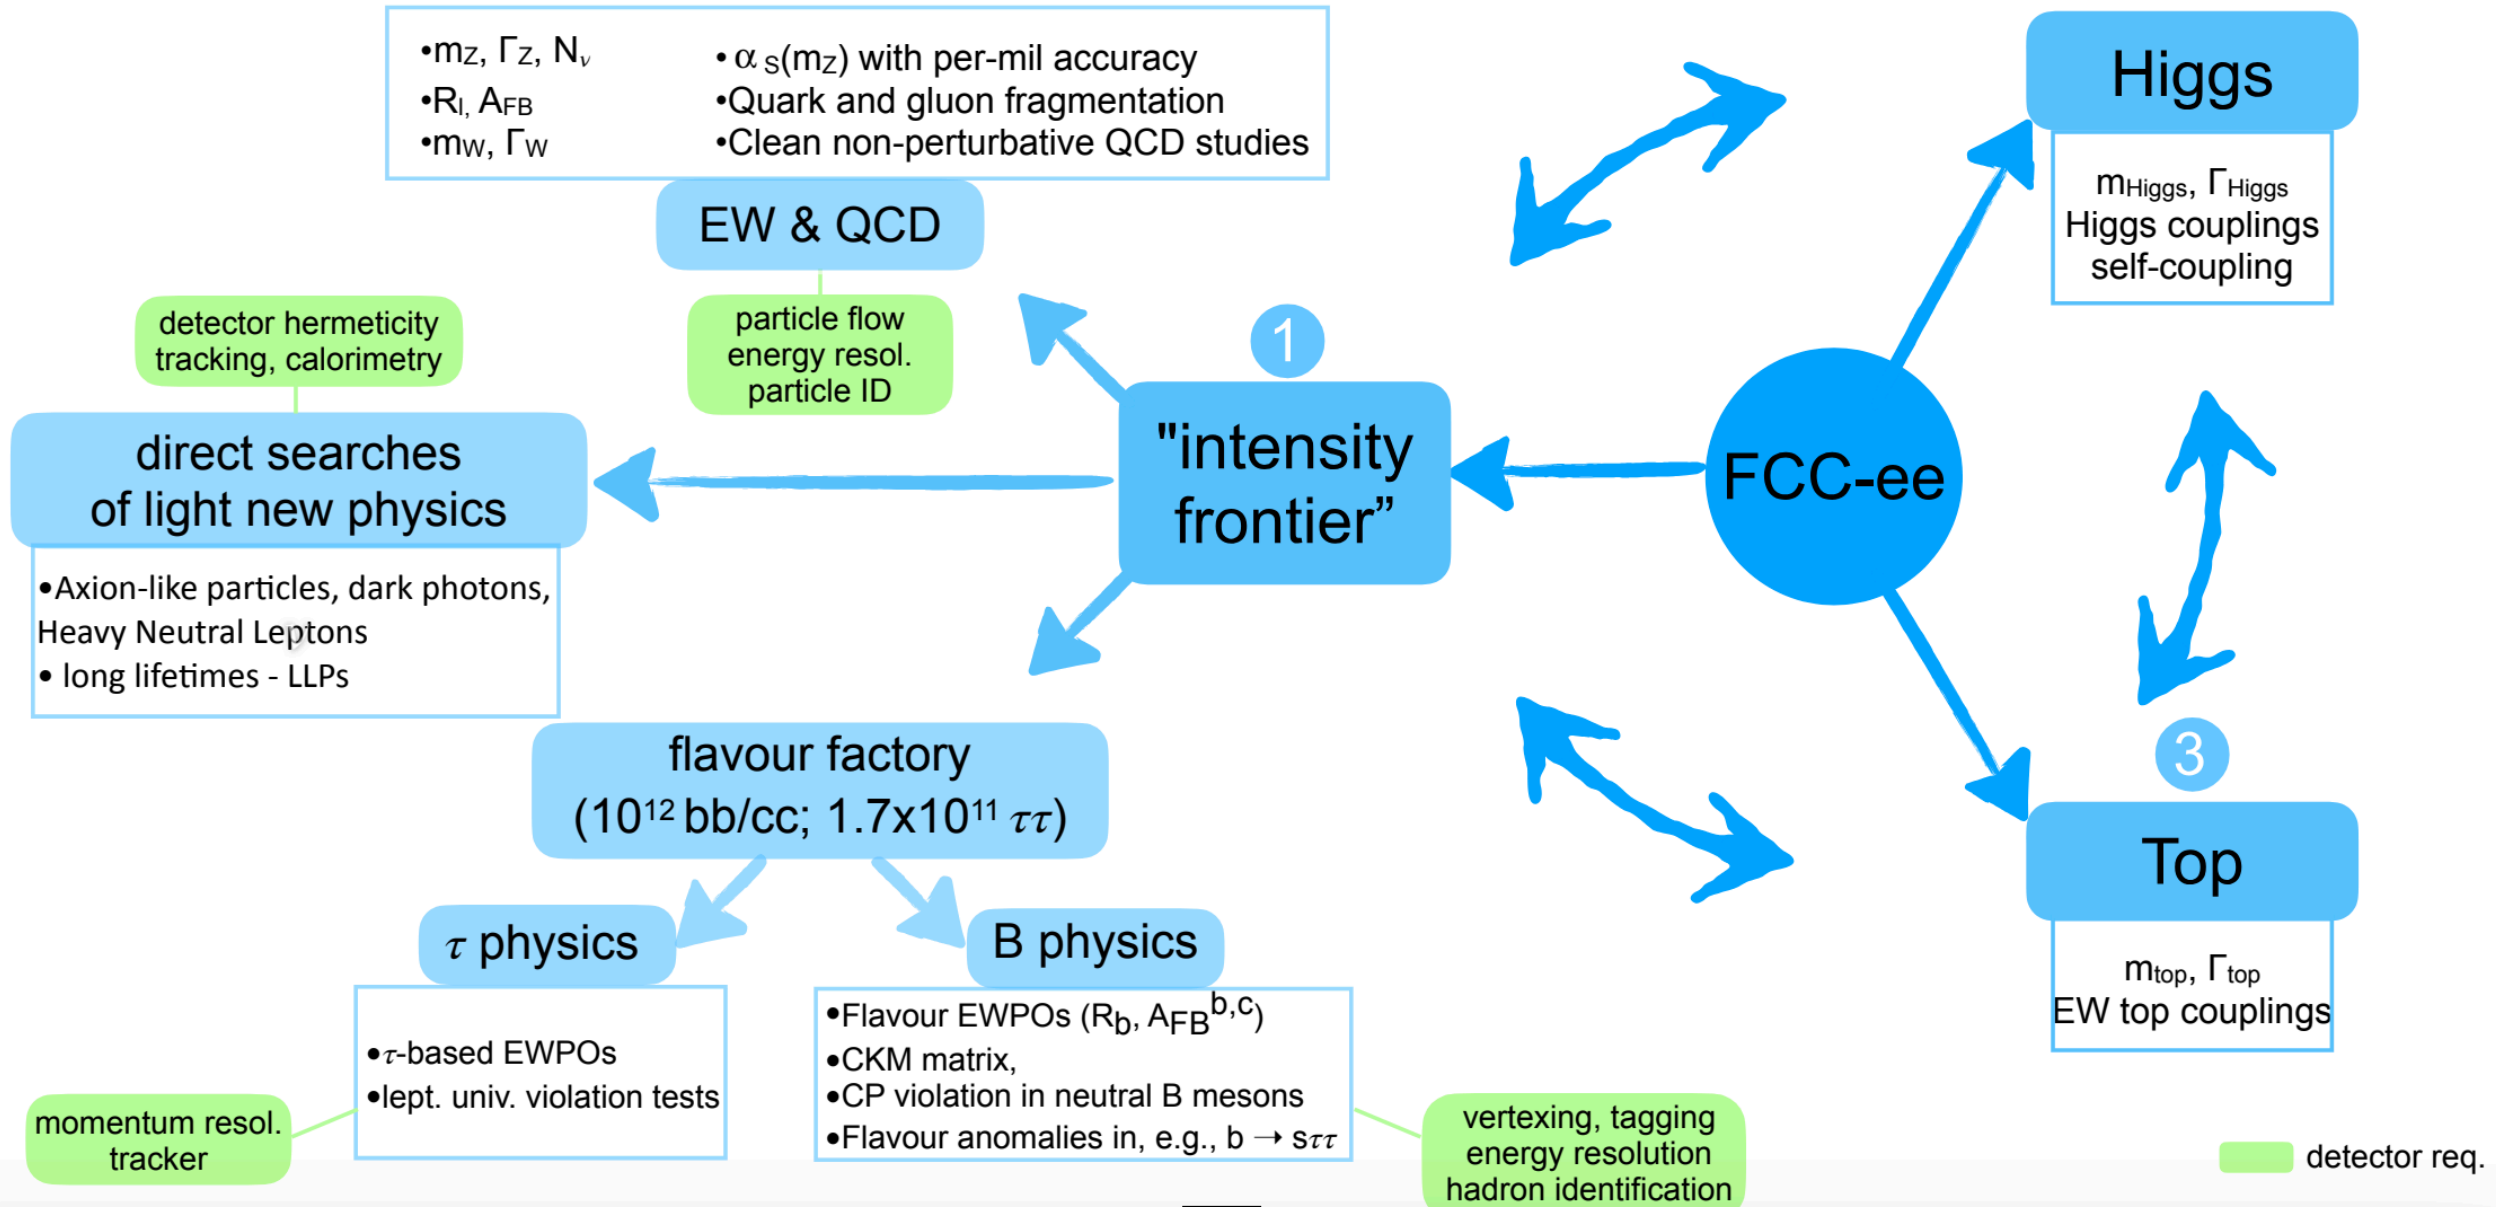 •mZ, ΓZ, Nν
•Rl, AFB
•mW, ΓW
• αS(mZ) with per-mil accuracy
•Quark and gluon fragmentation
•Clean non-perturbative QCD studies
EW & QCD
particle flow
energy resol.
particle ID
detector hermeticity
tracking, calorimetry
direct searches
of light new physics
•Axion-like particles, dark photons,
Heavy Neutral Leptons
• long lifetimes - LLPs
1
"intensity
frontier”
FCC-ee
Higgs
mHiggs, ΓHiggs
Higgs couplings
self-coupling
3
Top
mtop, Γtop
EW top couplings
flavour factory
(10¹² bb/cc; 1.7x10¹¹ ττ)
τ physics
•τ-based EWPOs
•lept. univ. violation tests
momentum resol.
tracker
B physics
•Flavour EWPOs (Rb, AFBb,c)
•CKM matrix,
•CP violation in neutral B mesons
•Flavour anomalies in, e.g., b → sττ
vertexing, tagging
energy resolution
hadron identification
detector req.